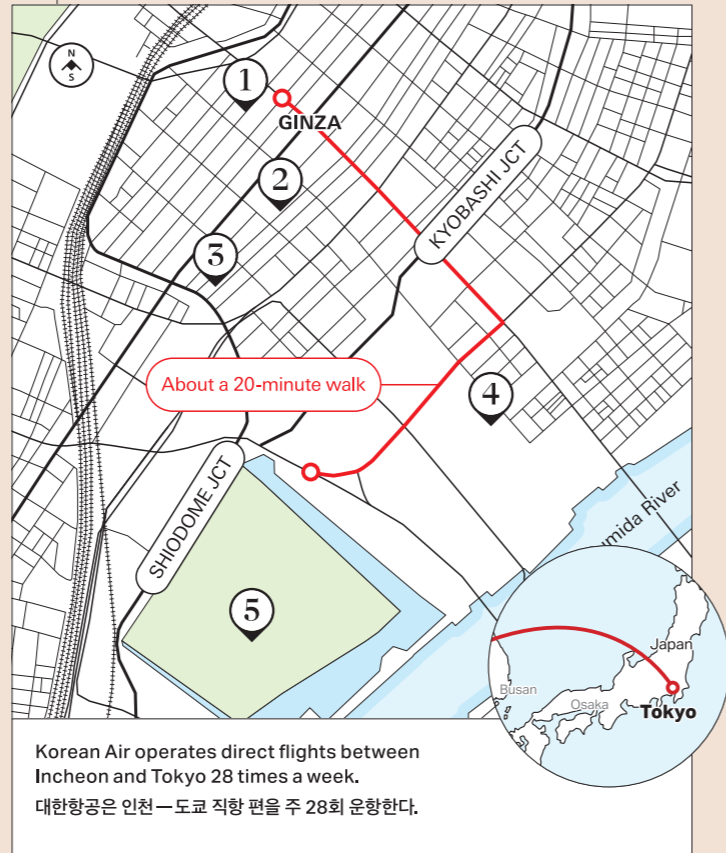 N
S
1
GINZA
2
KYOBASHI JCT
3
About a 20-minute walk
4
SHIODOME JCT
umida River
5
Japan
Busan
Osaka
Tokyo
Korean Air operates direct flights between
Incheon and Tokyo 28 times a week.
대한항공은 인천—도쿄 직항 편을 주 28회 운항한다.